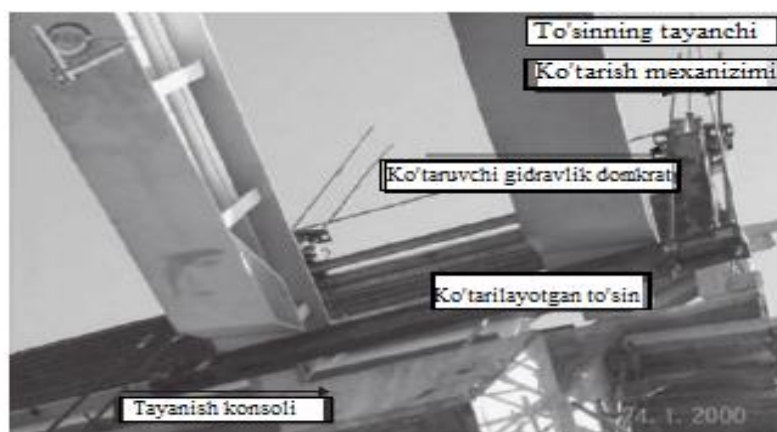 To'sinning tayanchi
Ko'tarish mexanizimi
Ko'taruvchi gidravlik domkrat
Ko'tarilayotgan to'sin
Tayanish konsoli
24. 1. 2000